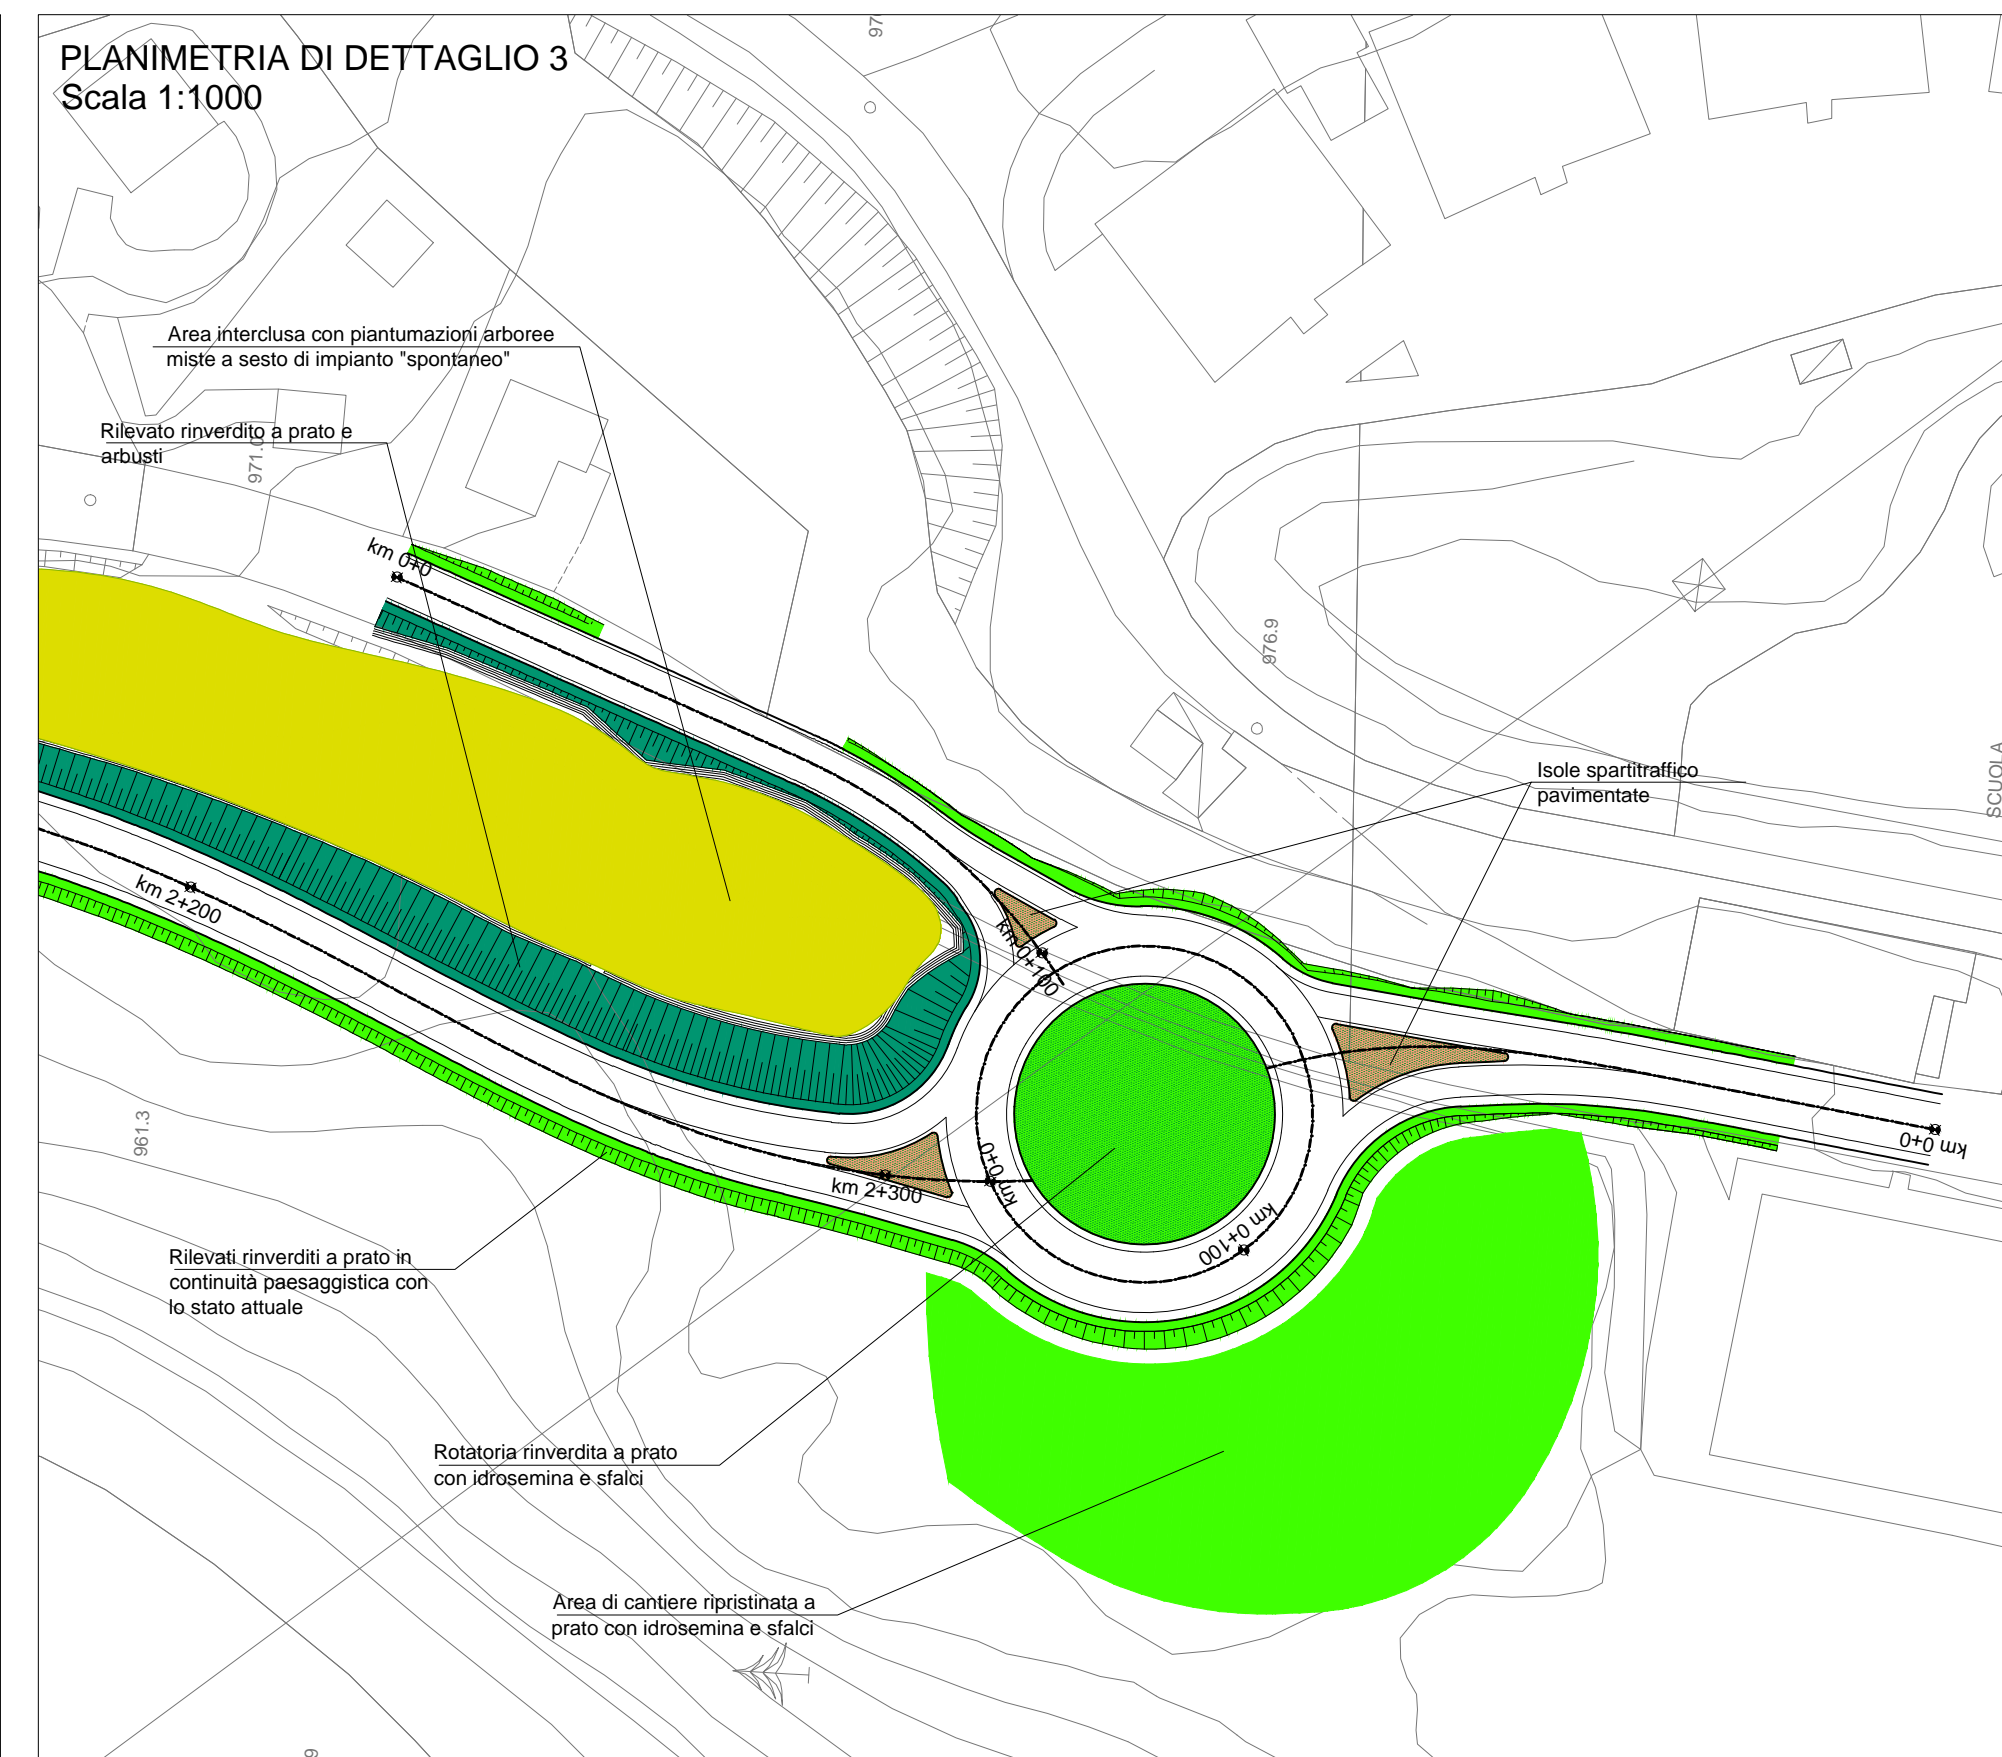 PLANIMETRIA DI DETTAGLIO 3
Scala 1:1000
Area interclusa con piantumazioni arboree
miste a sesto di impianto "spontaneo"
Rilevato rinverdito a prato e
arbusti
971.0
km 0+0
976.9
Isole spartitraffico
pavimentate
SCUOLA
km 2+200
km 0+100
961.3
km 0+0
km 2+300
km 0+0
km 0+100
Rilevati rinverditi a prato in
continuità paesaggistica con
lo stato attuale
Rotatoria rinverdita a prato
con idrosemina e sfalci
Area di cantiere ripristinata a
prato con idrosemina e sfalci